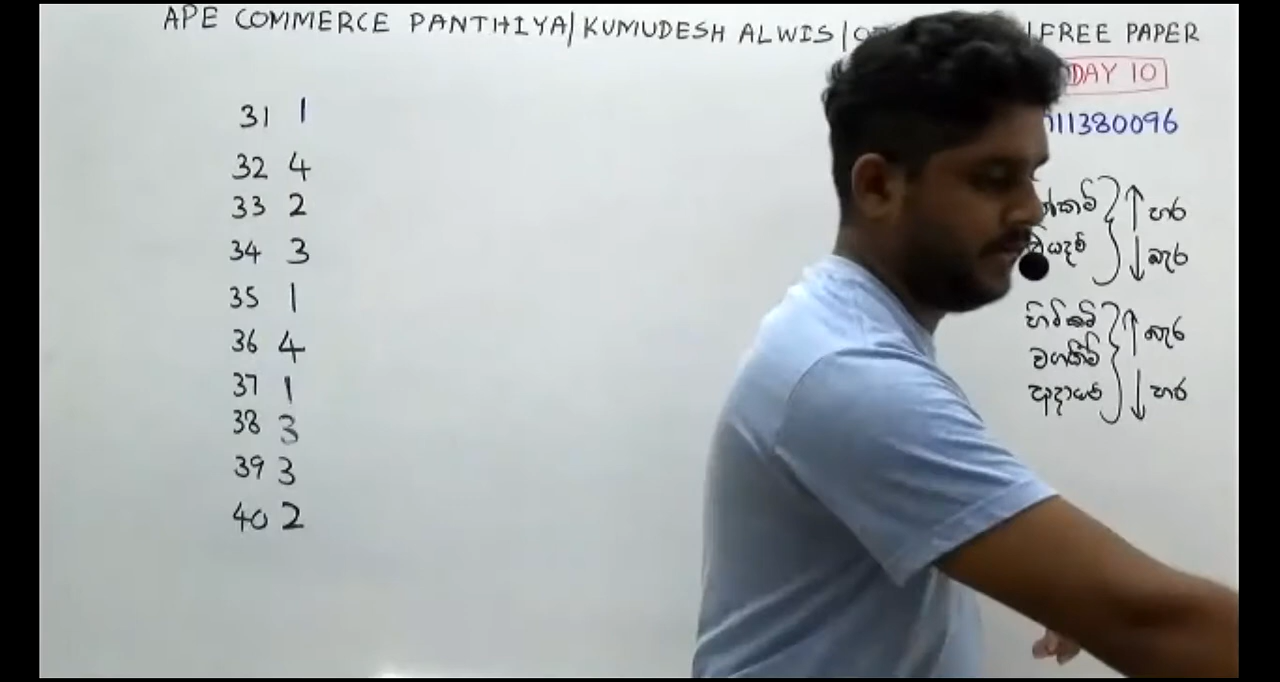 APE COMMERCE PANTHIYA/KUMUDESH ALWIS/ FREE PAPER
DAY 10
11380096
31 1
32 4
33 2
34 3
35 1
36 4
37 1
38 3
39 3
40 2
↑ හර
↓ බැර
හිමිකම් ↑ බැර
වගකීම්
ආදායම් ↓ හර